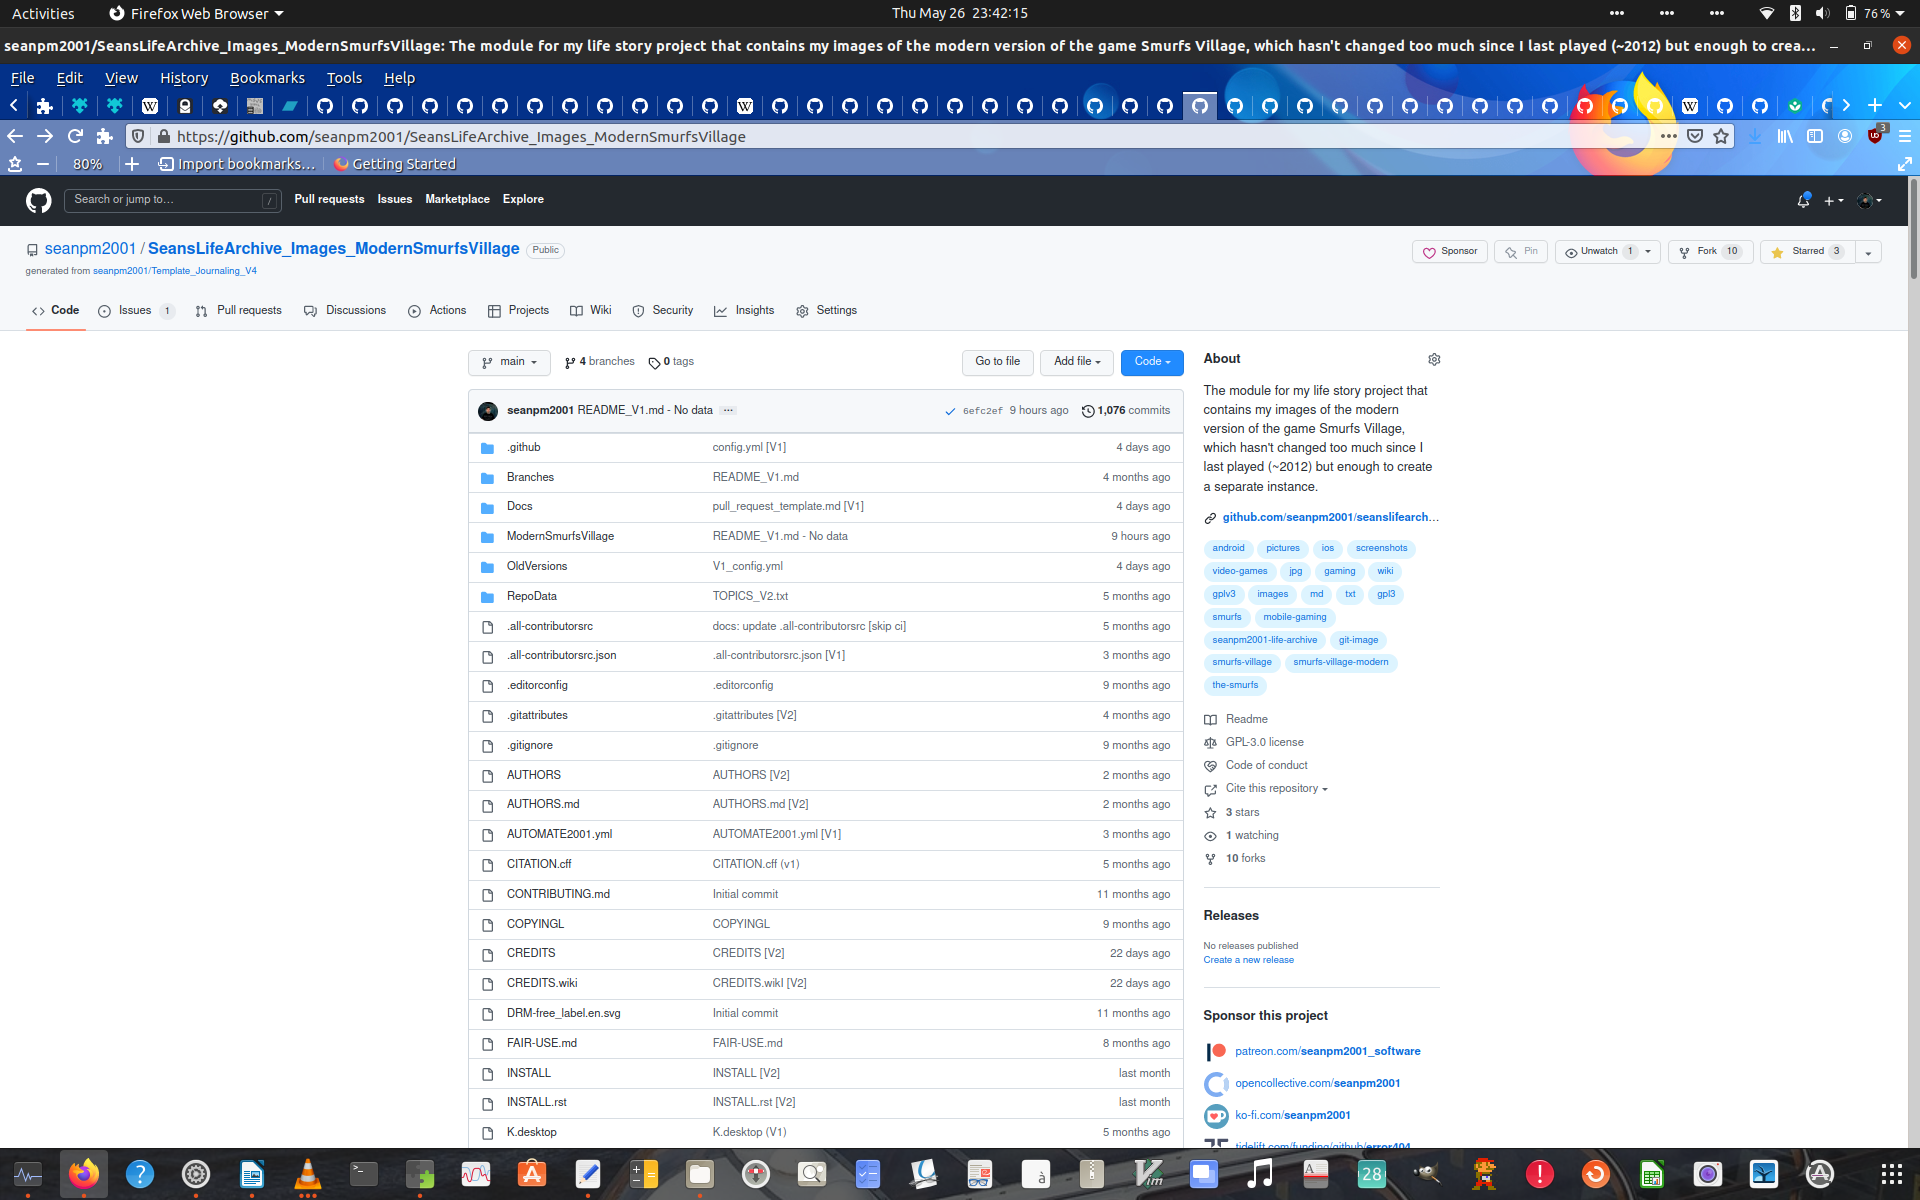 Activities Firefox Web Browser Thu May 26 23:42:15 76 %
seanpm2001/SeansLifeArchive_Images_ModernSmurfsVillage: The module for my life story project that contains my images of the modern version of the game Smurfs Village, which hasn't changed too much since I last played (~2012) but enough to crea...
File Edit View History Bookmarks Tools Help
https://github.com/seanpm2001/SeansLifeArchive_Images_ModernSmurfsVillage 3
80% Import bookmarks... Getting Started
Search or jump to... / Pull requests Issues Marketplace Explore
seanpm2001 / SeansLifeArchive_Images_ModernSmurfsVillage Public Sponsor Pin Unwatch 1 Fork 10 Starred 3
generated from seanpm2001/Template_Journaling_V4
Code Issues 1 Pull requests Discussions Actions Projects Wiki Security Insights Settings
main 4 branches 0 tags Go to file Add file Code
seanpm2001 README_V1.md - No data ... 6efc2ef 9 hours ago 1,076 commits
.github config.yml [V1] 4 days ago
Branches README_V1.md 4 months ago
Docs pull_request_template.md [V1] 4 days ago
ModernSmurfsVillage README_V1.md - No data 9 hours ago
OldVersions V1_config.yml 4 days ago
RepoData TOPICS_V2.txt 5 months ago
.all-contributorsrc docs: update .all-contributorsrc [skip ci] 5 months ago
.all-contributorsrc.json .all-contributorsrc.json [V1] 3 months ago
.editorconfig .editorconfig 9 months ago
.gitattributes .gitattributes [V2] 4 months ago
.gitignore .gitignore 9 months ago
AUTHORS AUTHORS [V2] 2 months ago
AUTHORS.md AUTHORS.md [V2] 2 months ago
AUTOMATE2001.yml AUTOMATE2001.yml [V1] 3 months ago
CITATION.cff CITATION.cff (v1) 5 months ago
CONTRIBUTING.md Initial commit 11 months ago
COPYINGL COPYINGL 9 months ago
CREDITS CREDITS [V2] 22 days ago
CREDITS.wiki CREDITS.wikI [V2] 22 days ago
DRM-free_label.en.svg Initial commit 11 months ago
FAIR-USE.md FAIR-USE.md 8 months ago
INSTALL INSTALL [V2] last month
INSTALL.rst INSTALL.rst [V2] last month
K.desktop K.desktop (V1) 5 months ago
About
The module for my life story project that
contains my images of the modern
version of the game Smurfs Village,
which hasn't changed too much since I
last played (~2012) but enough to create
a separate instance.
github.com/seanpm2001/seanslifearch...
android pictures ios screenshots
video-games jpg gaming wiki
gplv3 images md txt gpl3
smurfs mobile-gaming
seanpm2001-life-archive git-image
smurfs-village smurfs-village-modern
the-smurfs
Readme
GPL-3.0 license
Code of conduct
Cite this repository
3 stars
1 watching
10 forks
Releases
No releases published
Create a new release
Sponsor this project
patreon.com/seanpm2001_software
opencollective.com/seanpm2001
ko-fi.com/seanpm2001
tidelift.com/funding/github/error404
28